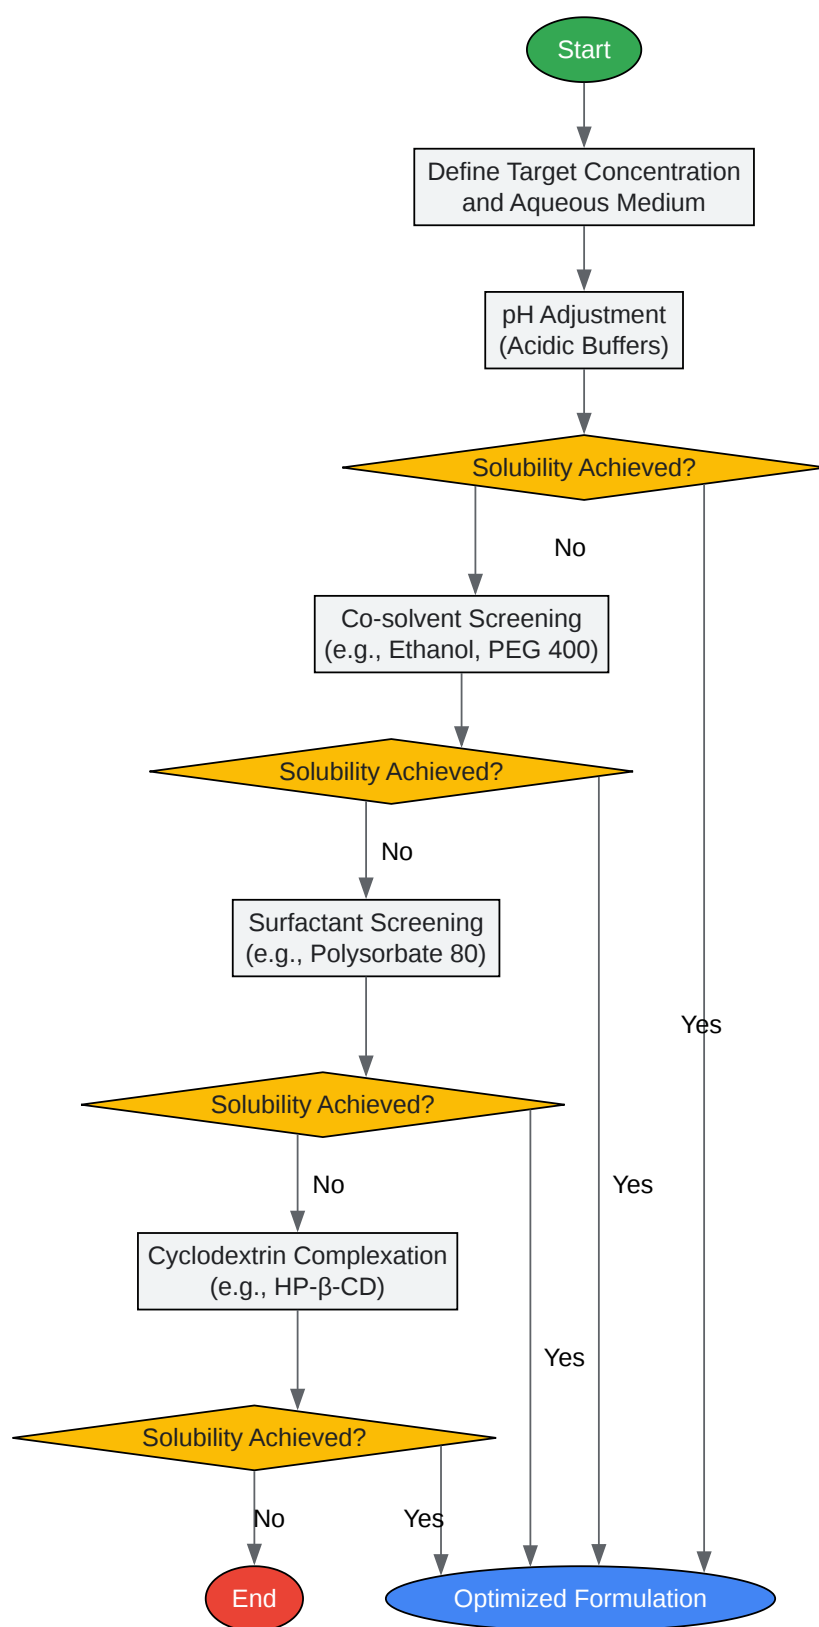 Start
Define Target Concentration
and Aqueous Medium
pH Adjustment
(Acidic Buffers)
Solubility Achieved?
No
Co-solvent Screening
(e.g., Ethanol, PEG 400)
Solubility Achieved?
No
Surfactant Screening
(e.g., Polysorbate 80)
Yes
Solubility Achieved?
No
Yes
Cyclodextrin Complexation
(e.g., HP-β-CD)
Yes
Solubility Achieved?
No
Yes
End
Optimized Formulation